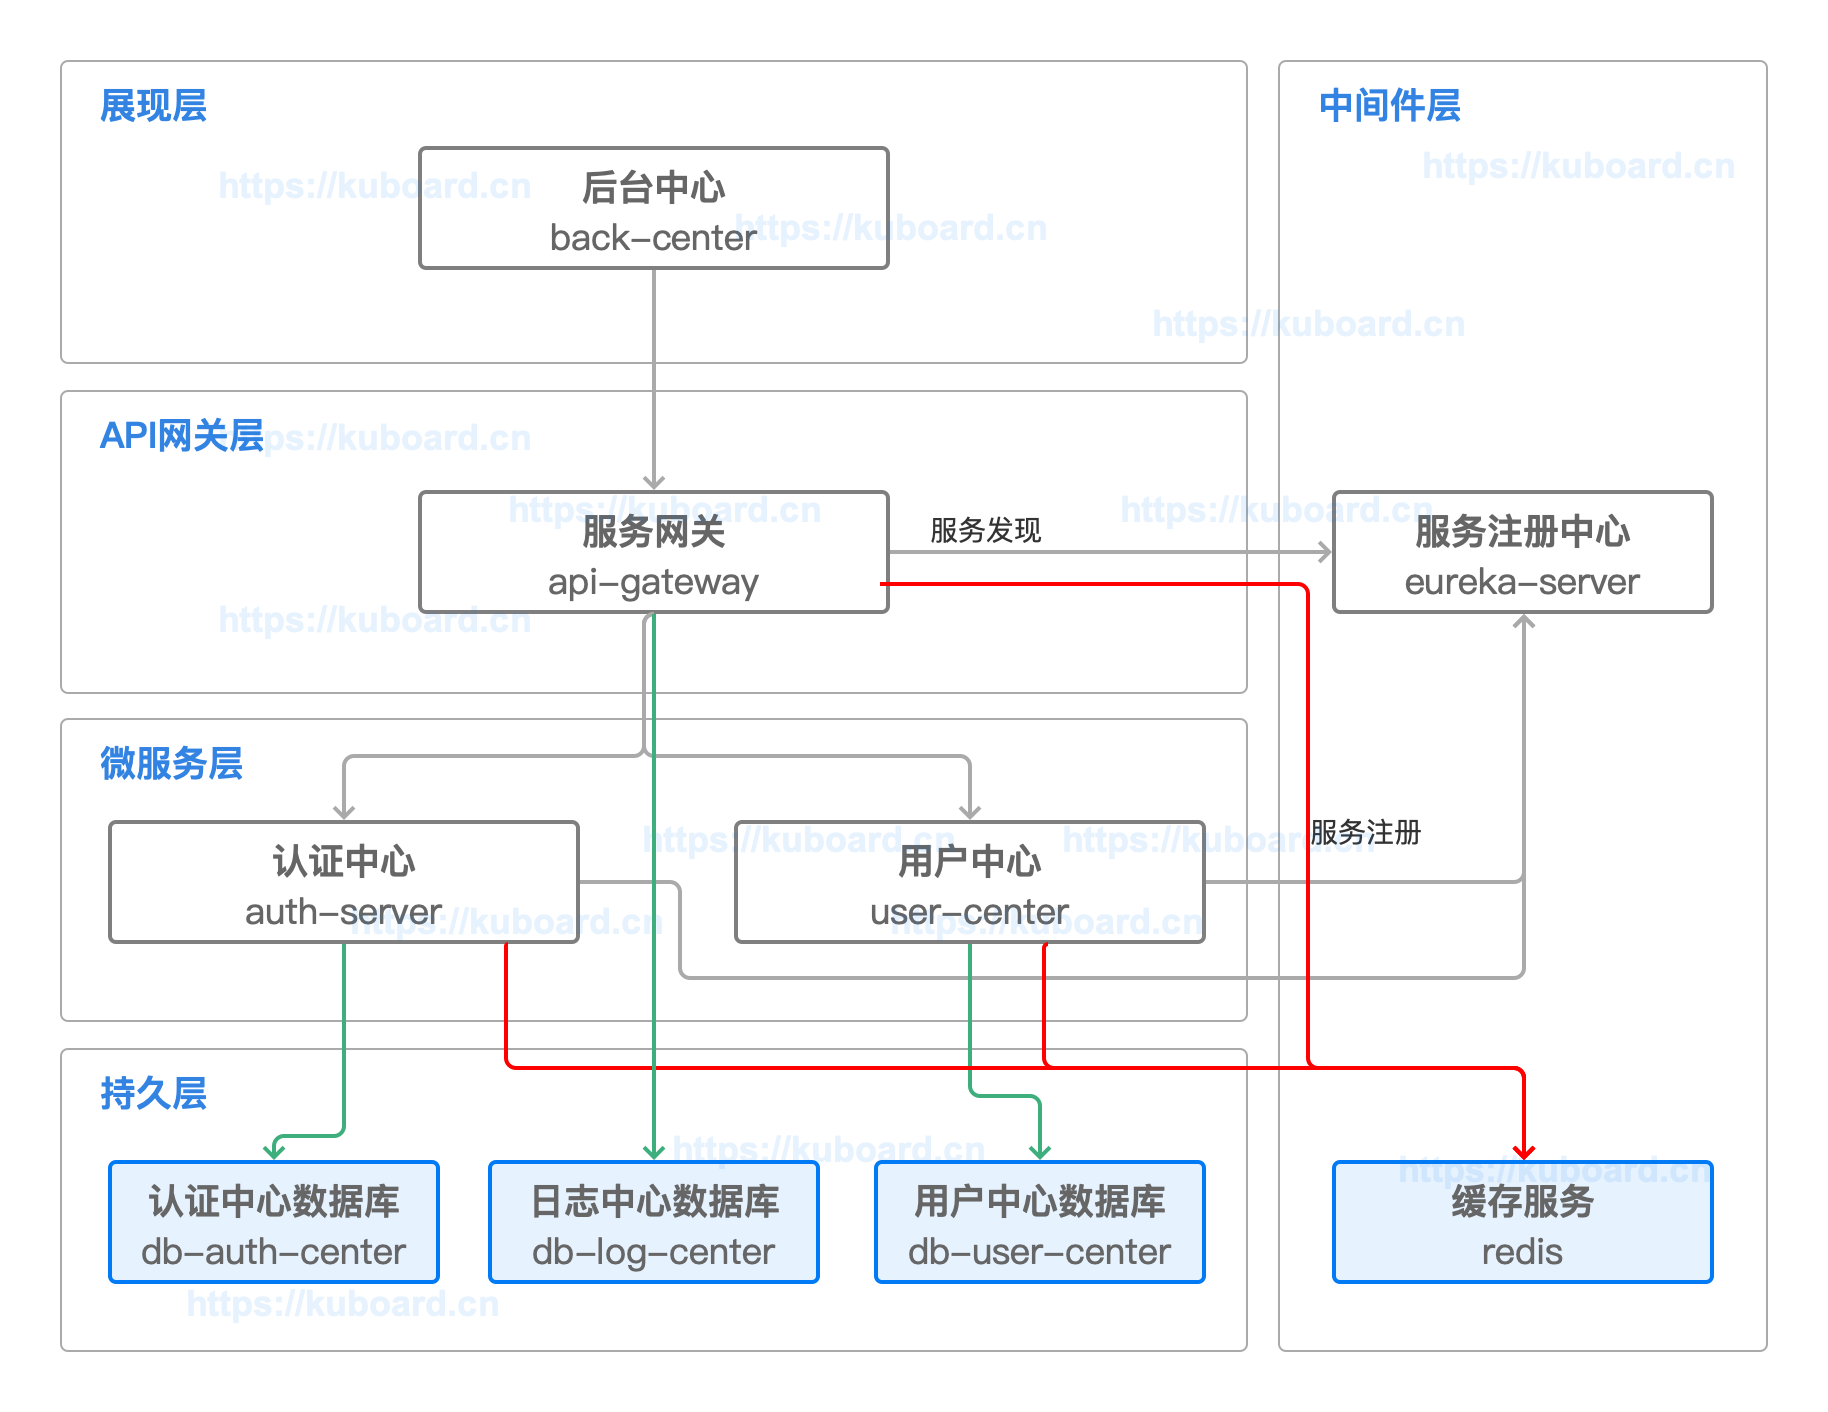 展现层
中间件层
https://kuboard.cn
https://kuboard.cn
后台中心
back-center
https://kuboard.cn
https://kuboard.cn
API网关层
https://kuboard.cn
https://kuboard.cn
服务网关
api-gateway
服务发现
https://kuboard.cn
服务注册中心
eureka-server
https://kuboard.cn
微服务层
https://kuboard.cn
https://kuboard.cn
服务注册
认证中心
auth-server
https://kuboard.cn
用户中心
user-center
https://kuboard.cn
持久层
https://kuboard.cn
https://kuboard.cn
认证中心数据库
db-auth-center
日志中心数据库
db-log-center
用户中心数据库
db-user-center
缓存服务
redis
https://kuboard.cn